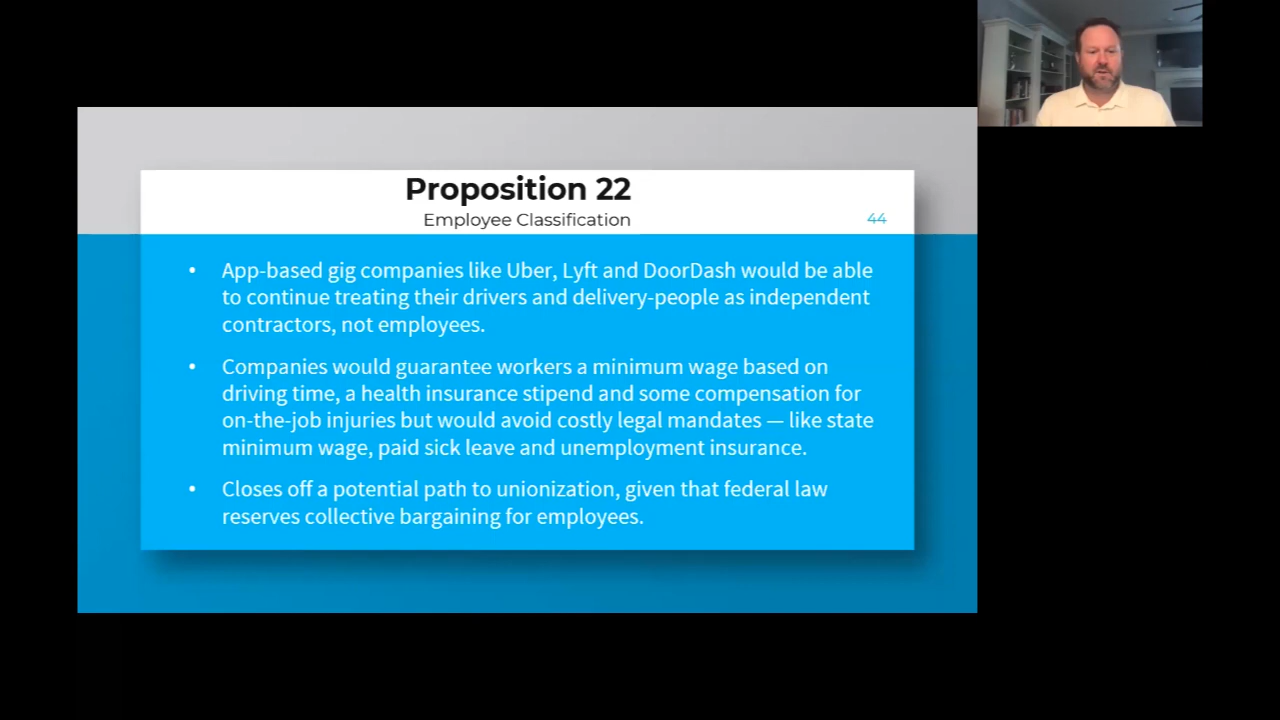 Proposition 22
Employee Classification
44
• App-based gig companies like Uber, Lyft and DoorDash would be able
to continue treating their drivers and delivery-people as independent
contractors, not employees.
• Companies would guarantee workers a minimum wage based on
driving time, a health insurance stipend and some compensation for
on-the-job injuries but would avoid costly legal mandates — like state
minimum wage, paid sick leave and unemployment insurance.
• Closes off a potential path to unionization, given that federal law
reserves collective bargaining for employees.